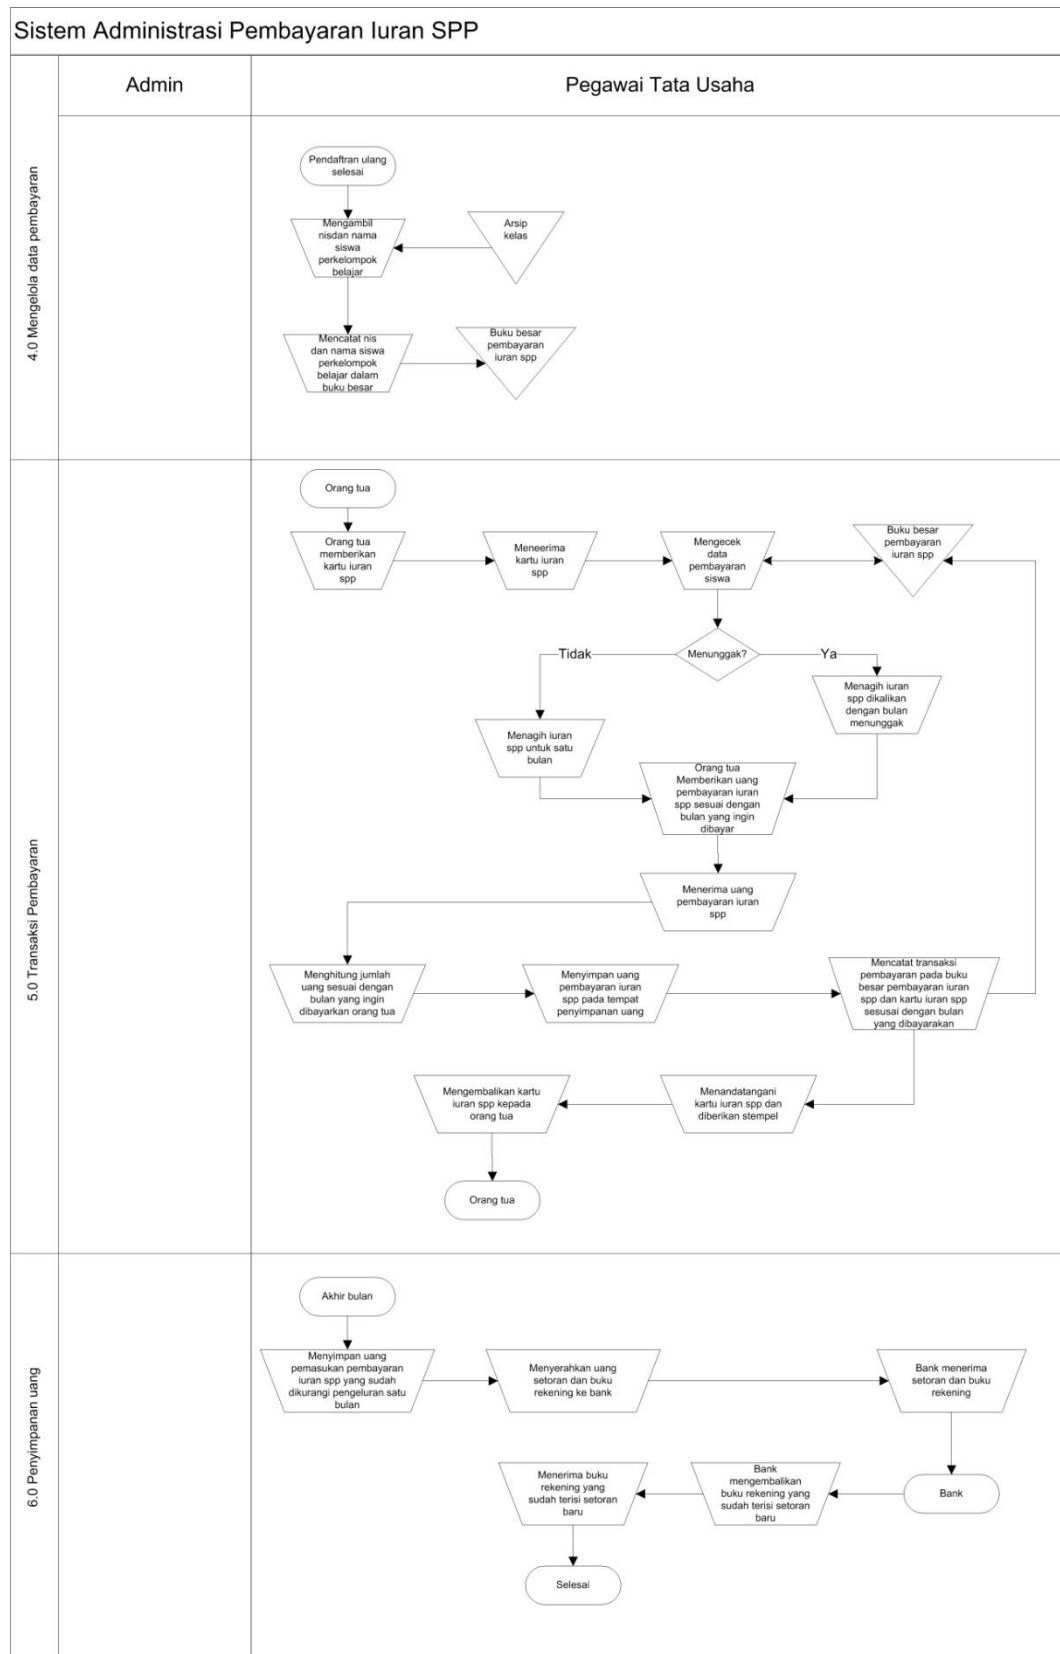 Sistem Administrasi Pembayaran Iuran SPP
Admin
Pegawai Tata Usaha
4.0 Mengelola data pembayaran
Pendaftran ulang
selesai
Mengambil
nisdan nama
siswa
perkelompok
belajar
Arsip
kelas
Mencatat nis
dan nama siswa
perkelompok
belajar dalam
buku besar
Buku besar
pembayaran
iuran spp
5.0 Transaksi Pembayaran
Orang tua
Orang tua
memberikan
kartu iuran
spp
Meneerima
kartu iuran
spp
Mengecek
data
pembayaran
siswa
Buku besar
pembayaran
iuran spp
Menunggak?
Tidak
Ya
Menagih iuran
spp dikalikan
dengan bulan
menunggak
Menagih iuran
spp untuk satu
bulan
Orang tua
Memberikan uang
pembayaran iuran
spp sesuai dengan
bulan yang ingin
dibayar
Menerima uang
pembayaran iuran
spp
Menghitung jumlah
uang sesuai dengan
bulan yang ingin
dibayarkan orang tua
Menyimpan uang
pembayaran iuran
spp pada tempat
penyimpanan uang
Mencatat transaksi
pembayaran pada buku
besar pembayaran iuran
spp dan kartu iuran spp
sesusai dengan bulan
yang dibayarakan
Mengembalikan kartu
iuran spp kepada
orang tua
Menandatangani
kartu iuran spp dan
diberikan stempel
Orang tua
6.0 Penyimpanan uang
Akhir bulan
Menyimpan uang
pemasukan pembayaran
iuran spp yang sudah
dikurangi pengeluran satu
bulan
Menyerahkan uang
setoran dan buku
rekening ke bank
Bank menerima
setoran dan buku
rekening
Menerima buku
rekening yang
sudah terisi setoran
baru
Bank
mengembalikan
buku rekening yang
sudah terisi setoran
baru
Bank
Selesai